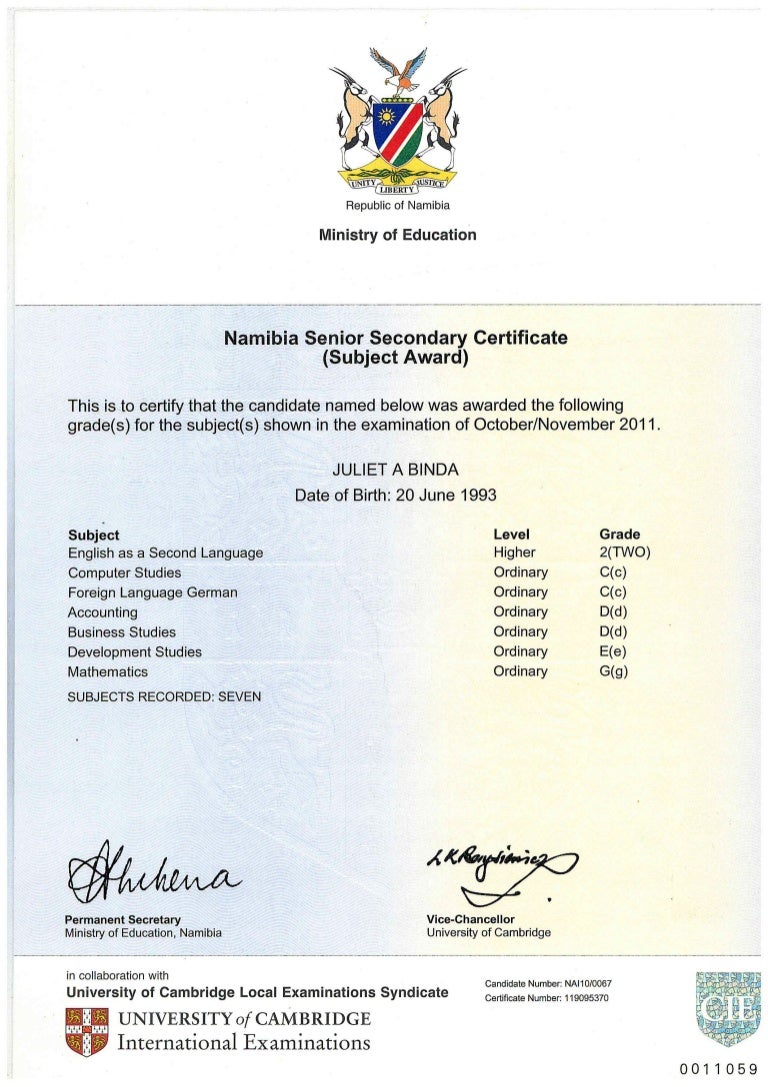 UNITY LIBERTY JUSTICE
Republic of Namibia
Ministry of Education
Namibia Senior Secondary Certificate
(Subject Award)
This is to certify that the candidate named below was awarded the following
grade(s) for the subject(s) shown in the examination of October/November 2011.
JULIET A BINDA
Date of Birth: 20 June 1993
Subject Level Grade
English as a Second Language Higher 2(TWO)
Computer Studies Ordinary C(c)
Foreign Language German Ordinary C(c)
Accounting Ordinary D(d)
Business Studies Ordinary D(d)
Development Studies Ordinary E(e)
Mathematics Ordinary G(g)
SUBJECTS RECORDED: SEVEN
Permanent Secretary
Ministry of Education, Namibia
Vice-Chancellor
University of Cambridge
in collaboration with
University of Cambridge Local Examinations Syndicate
UNIVERSITY of CAMBRIDGE
International Examinations
Candidate Number: NAI10/0067
Certificate Number: 119095370
CIE
0011059